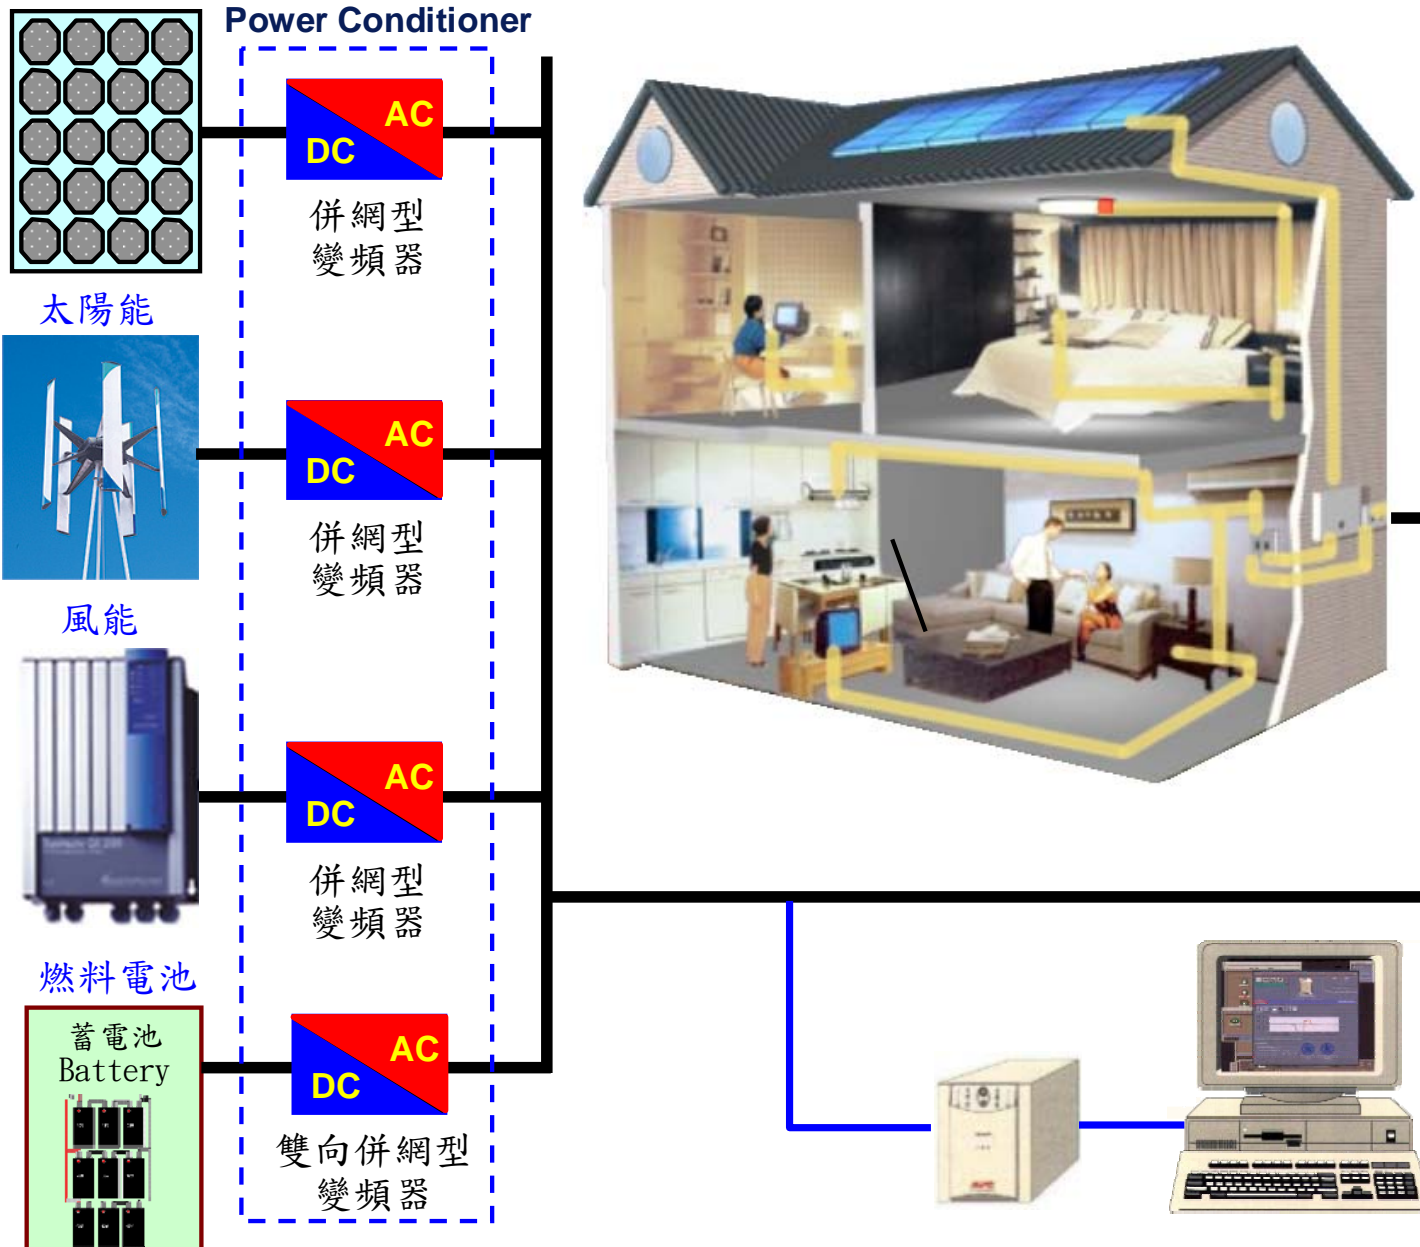 Power Conditioner
AC
DC
併網型
變頻器
太陽能
AC
DC
併網型
變頻器
風能
AC
DC
併網型
變頻器
燃料電池
蓄電池
Battery
AC
DC
雙向併網型
變頻器
APC